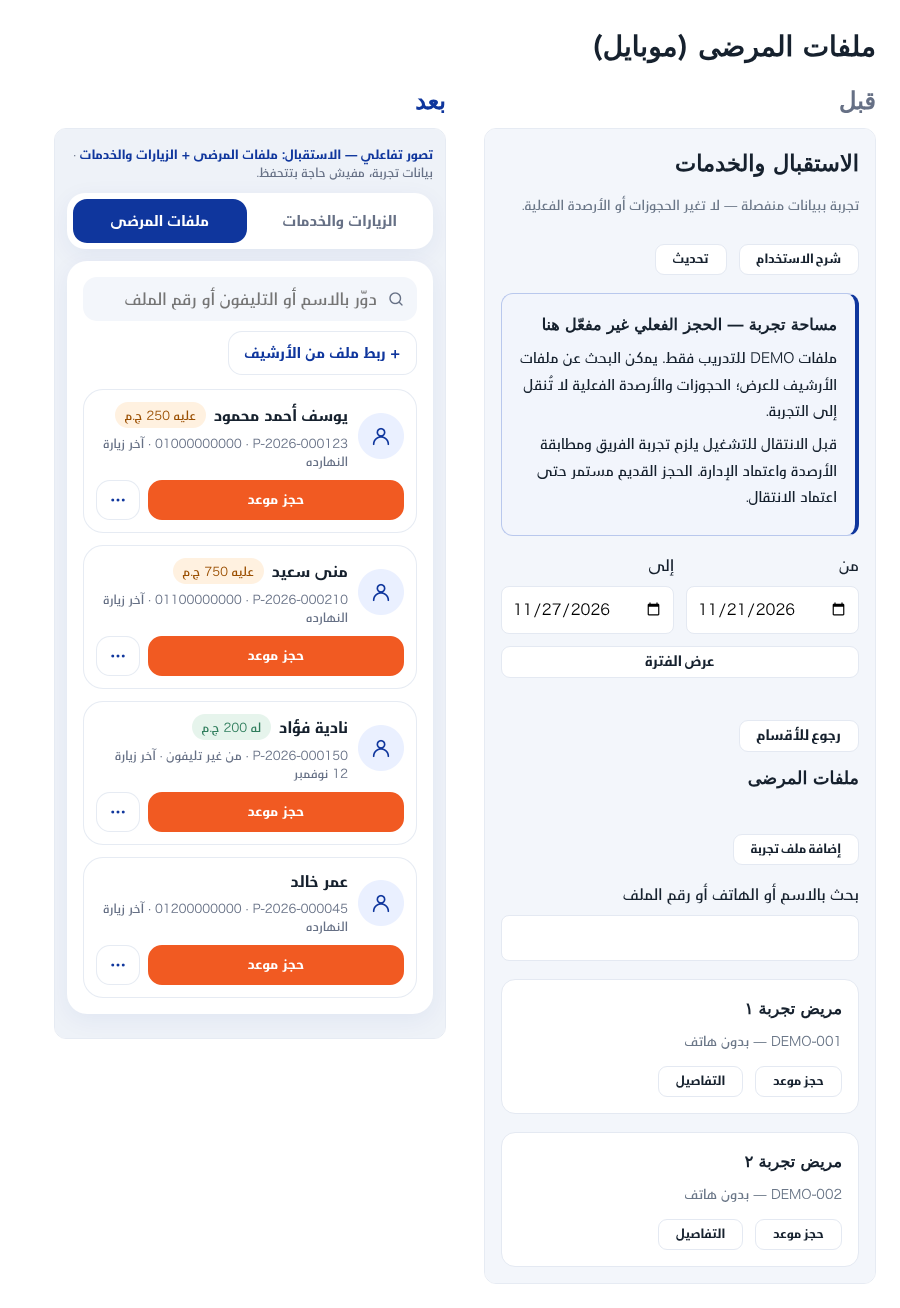 ملفات المرضى (موبايل)
قبل
الاستقبال والخدمات
تجربة ببيانات منفصلة — لا تغير الحجوزات أو الأرصدة الفعلية.
شرح الاستخدام
تحديث
مساحة تجربة — الحجز الفعلي غير مفعّل هنا
ملفات DEMO للتدريب فقط. يمكن البحث عن ملفات
الأرشيف للعرض؛ الحجوزات والأرصدة الفعلية لا تُنقل
إلى التجربة.
قبل الانتقال للتشغيل يلزم تجربة الفريق ومطابقة
الأرصدة واعتماد الإدارة. الحجز القديم مستمر حتى
اعتماد الانتقال.
من
إلى
11/21/2026
11/27/2026
عرض الفترة
رجوع للأقسام
ملفات المرضى
إضافة ملف تجربة
بحث بالاسم أو الهاتف أو رقم الملف
مريض تجربة ١
DEMO-001 — بدون هاتف
حجز موعد
التفاصيل
مريض تجربة ٢
DEMO-002 — بدون هاتف
حجز موعد
التفاصيل
بعد
تصور تفاعلي — الاستقبال: ملفات المرضى + الزيارات والخدمات ·
بيانات تجربة، مفيش حاجة بتتحفظ.
الزيارات والخدمات
ملفات المرضى
دوّر بالاسم أو التليفون أو رقم الملف
+ ربط ملف من الأرشيف
يوسف أحمد محمود
عليه 250 ج.م
P-2026-000123 · 01000000000 · آخر زيارة
النهارده
حجز موعد
منى سعيد
عليه 750 ج.م
P-2026-000210 · 01100000000 · آخر زيارة
النهارده
حجز موعد
نادية فؤاد
له 200 ج.م
P-2026-000150 · من غير تليفون · آخر زيارة
12 نوفمبر
حجز موعد
عمر خالد
P-2026-000045 · 01200000000 · آخر زيارة
النهارده
حجز موعد